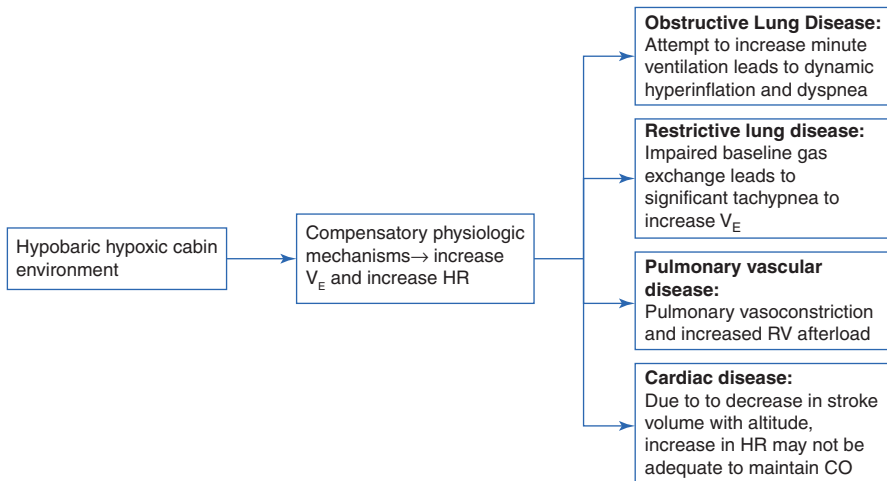 Hypobaric hypoxic cabin
environment
Compensatory physiologic
mechanisms→ increase
V_E and increase HR
Obstructive Lung Disease:
Attempt to increase minute
ventilation leads to dynamic
hyperinflation and dyspnea
Restrictive lung disease:
Impaired baseline gas
exchange leads to
significant tachypnea to
increase V_E
Pulmonary vascular
disease:
Pulmonary vasoconstriction
and increased RV afterload
Cardiac disease:
Due to to decrease in stroke
volume with altitude,
increase in HR may not be
adequate to maintain CO